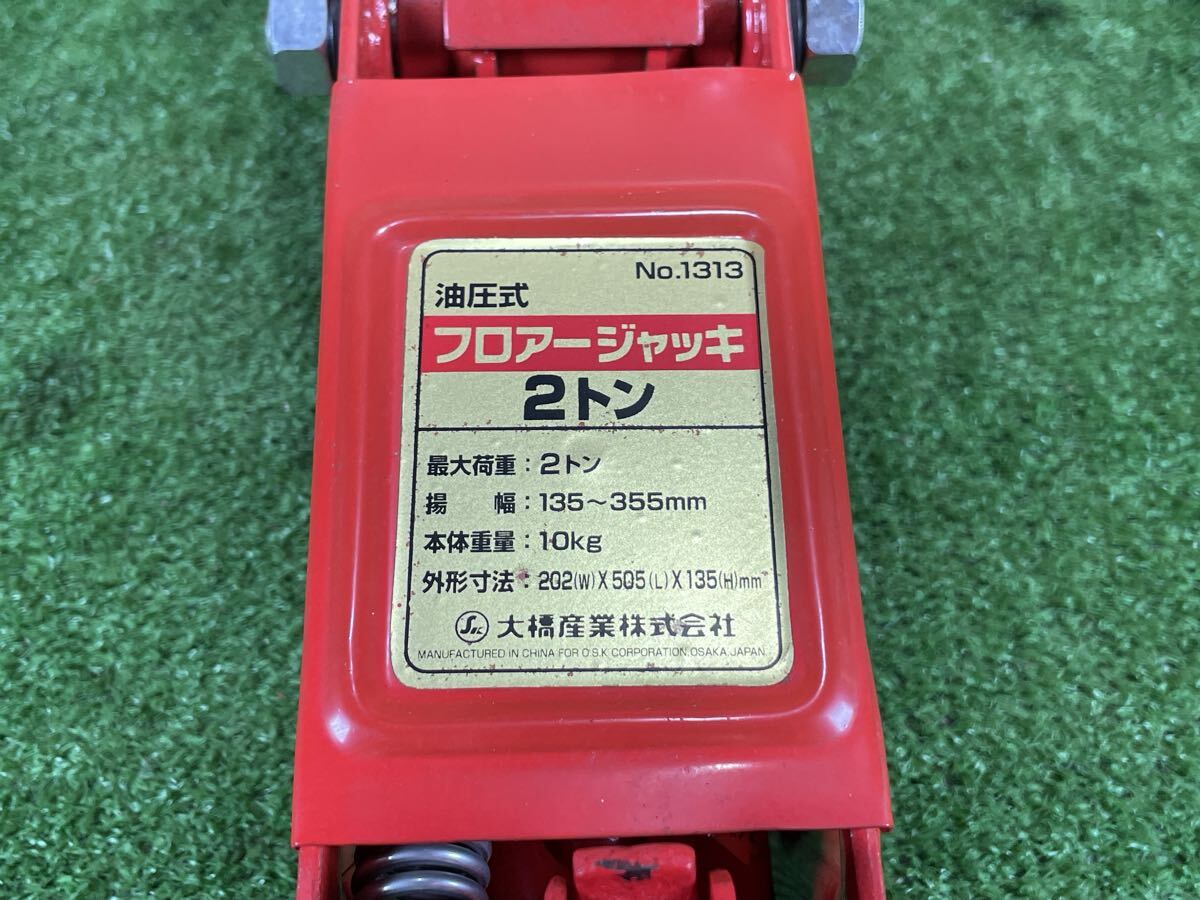 No.1313
油圧式
フロアージャッキ
2トン
最大荷重：2トン
揚　幅：135～355mm
本体重量：10kg
外形寸法：202(W)X505(L)X135(H)mm
大橋産業株式会社
MANUFACTURED IN CHINA FOR O.S.K CORPORATION.OSAKA.JAPAN